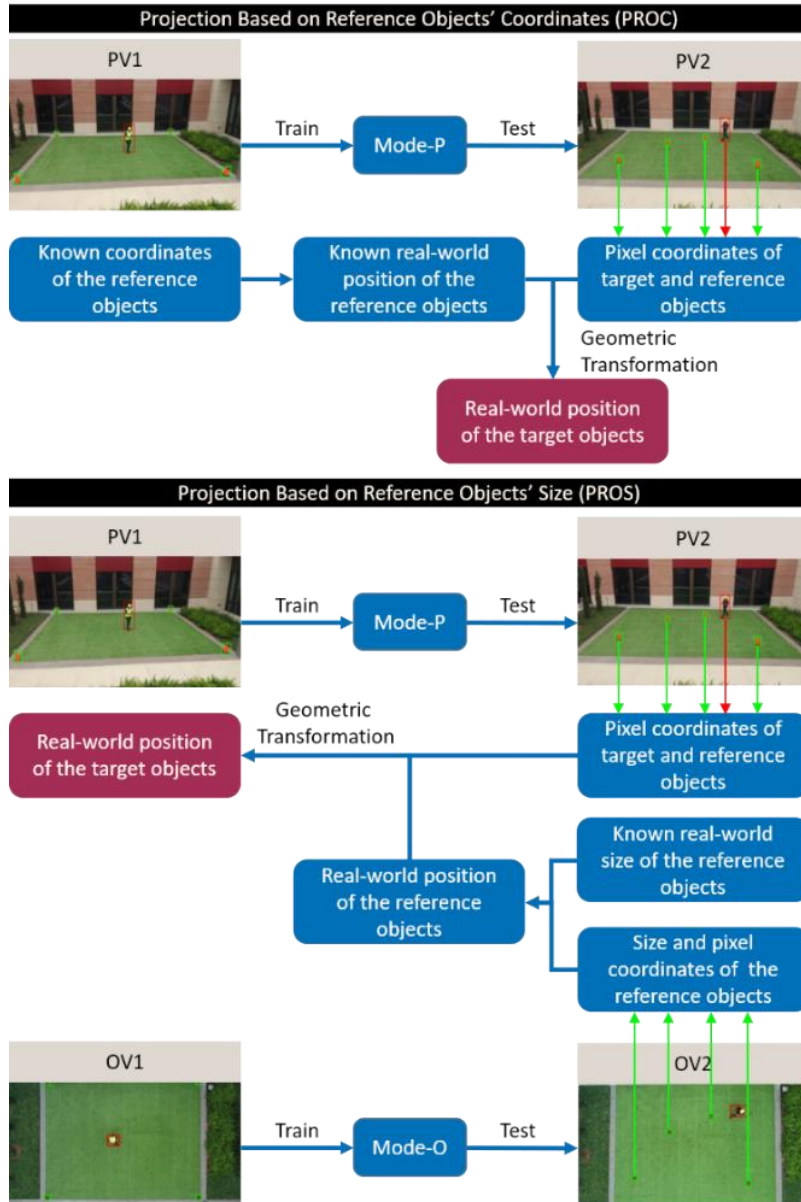 Projection Based on Reference Objects' Coordinates (PROC)
PV1
PV2
Train
Mode-P
Test
Known coordinates
of the reference
objects
Known real-world
position of the
reference objects
Pixel coordinates of
target and reference
objects
Geometric
Transformation
Real-world position
of the target objects
Projection Based on Reference Objects' Size (PROS)
PV1
PV2
Train
Mode-P
Test
Real-world position
of the target objects
Geometric
Transformation
Pixel coordinates of
target and reference
objects
Known real-world
size of the reference
objects
Real-world position
of the reference
objects
Size and pixel
coordinates of the
reference objects
OV1
OV2
Train
Mode-O
Test